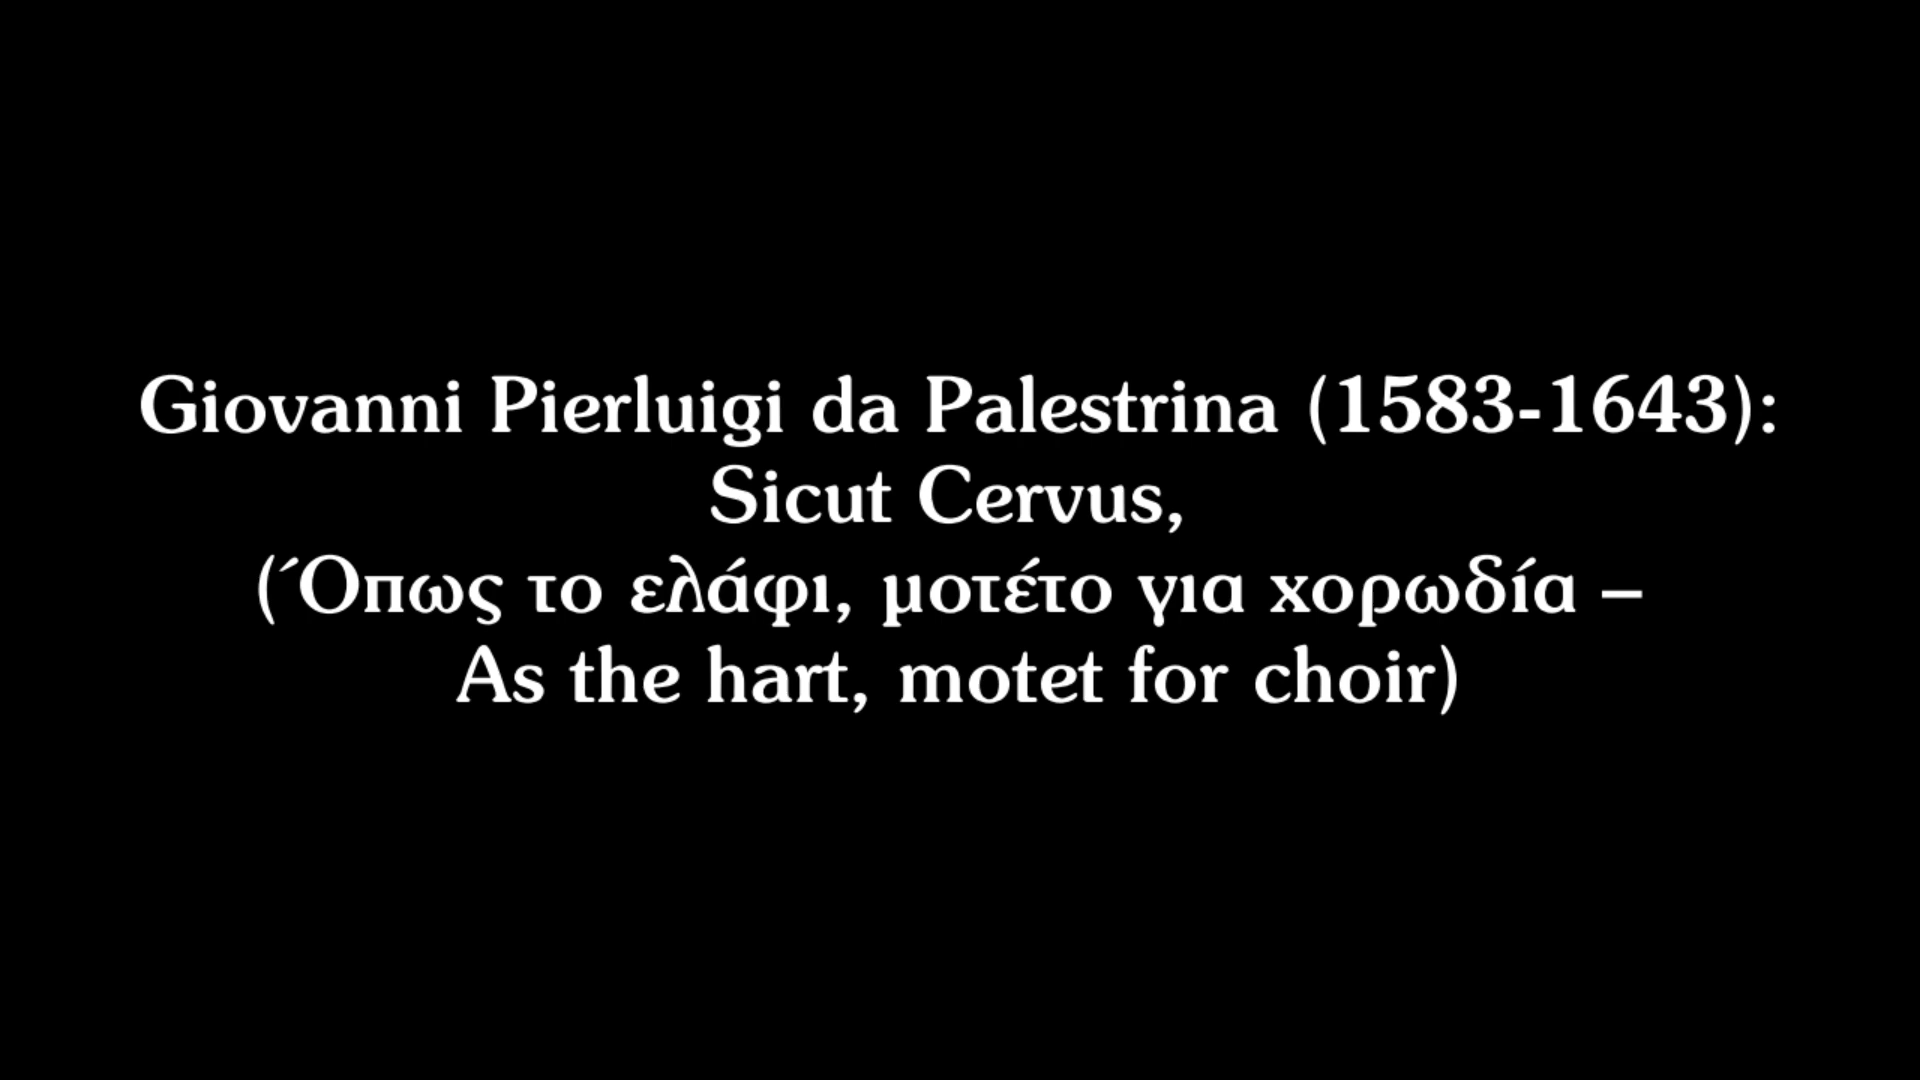 Giovanni Pierluigi da Palestrina (1583-1643):
Sicut Cervus,
(Όπως το ελάφι, μοτέτο για χορωδία –
As the hart, motet for choir)